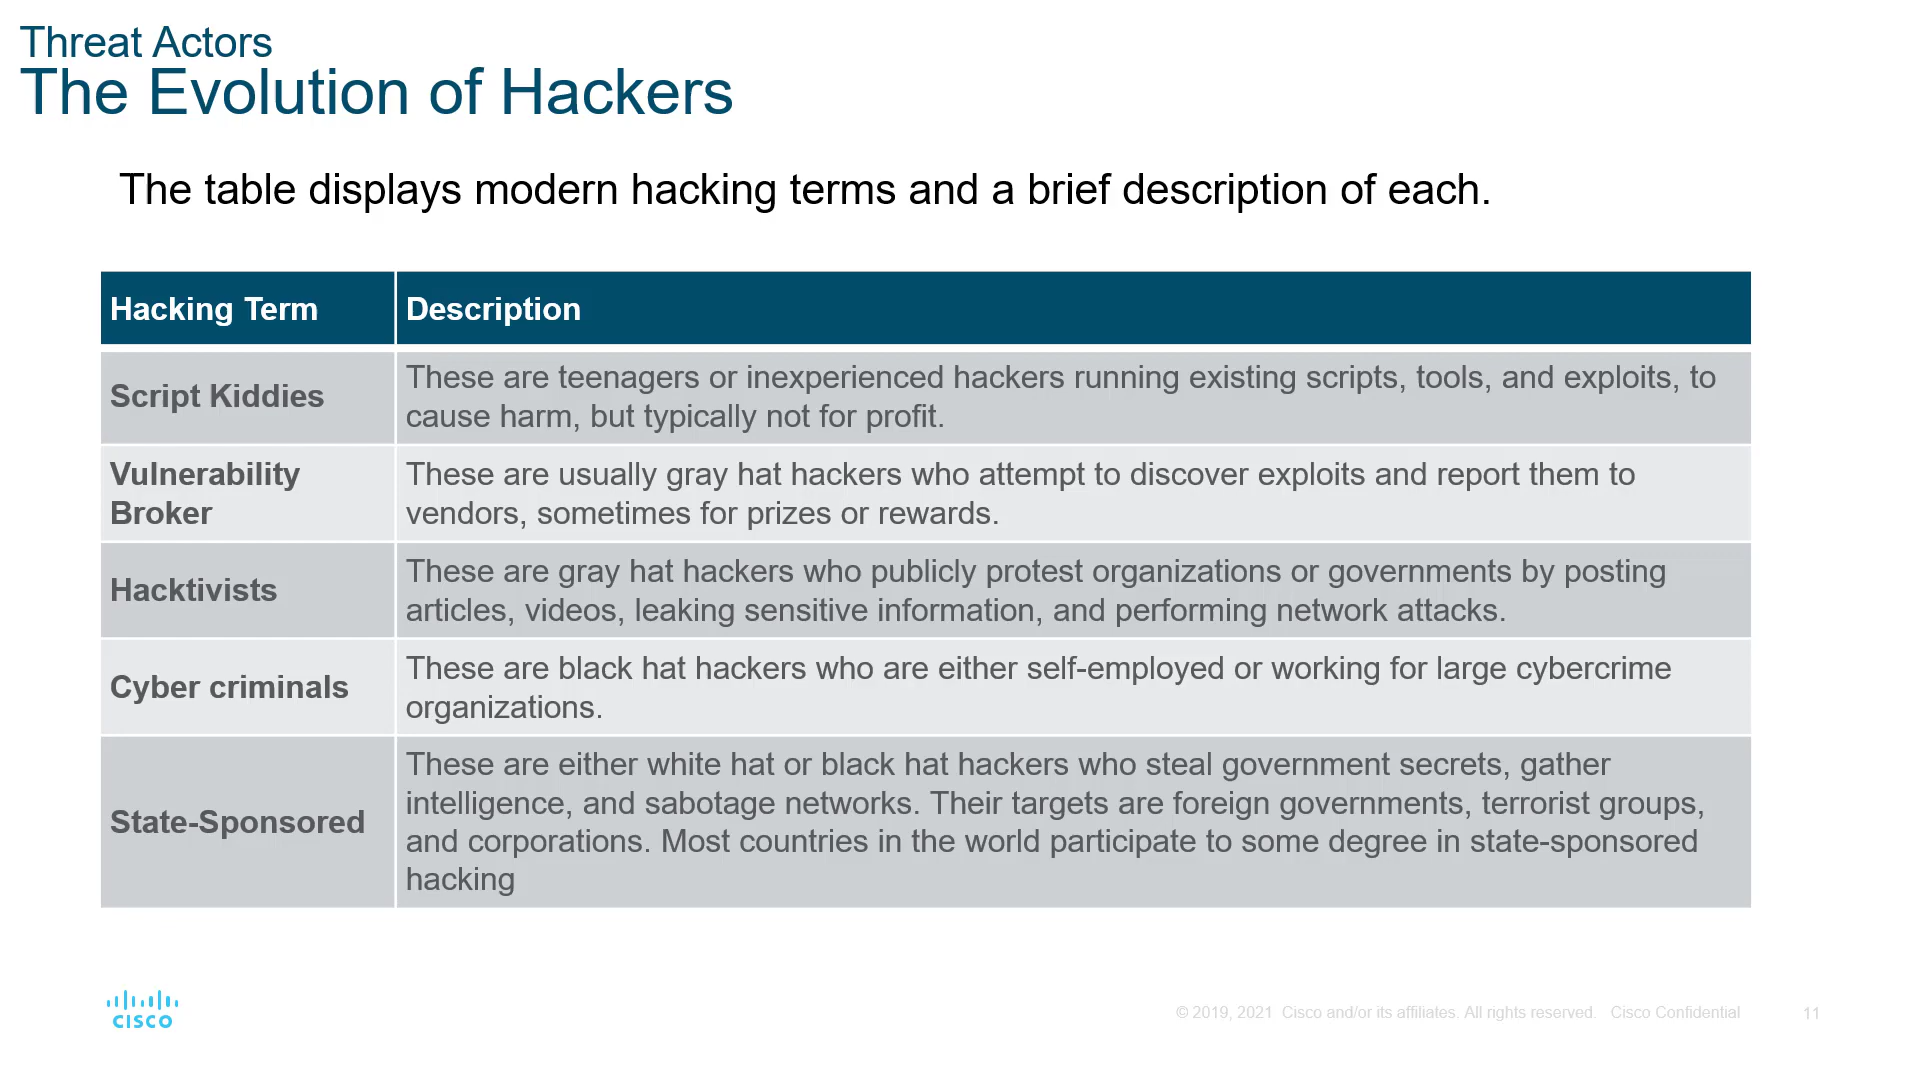 Threat Actors
The Evolution of Hackers
The table displays modern hacking terms and a brief description of each.
Hacking Term
Description
Script Kiddies
These are teenagers or inexperienced hackers running existing scripts, tools, and exploits, to
cause harm, but typically not for profit.
Vulnerability
Broker
These are usually gray hat hackers who attempt to discover exploits and report them to
vendors, sometimes for prizes or rewards.
Hacktivists
These are gray hat hackers who publicly protest organizations or governments by posting
articles, videos, leaking sensitive information, and performing network attacks.
Cyber criminals
These are black hat hackers who are either self-employed or working for large cybercrime
organizations.
State-Sponsored
These are either white hat or black hat hackers who steal government secrets, gather
intelligence, and sabotage networks. Their targets are foreign governments, terrorist groups,
and corporations. Most countries in the world participate to some degree in state-sponsored
hacking
CISCO
© 2019, 2021 Cisco and/or its affiliates. All rights reserved. Cisco Confidential
11